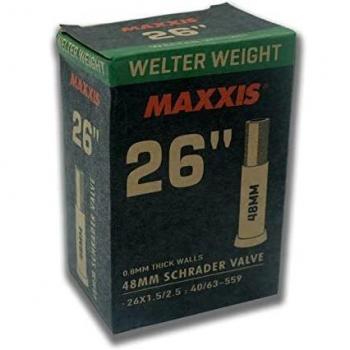 WELTER WEIGHT
MAXXIS
26"
48MM
0.8MM THICK WALLS
48MM SCHRADER VALVE
26X1.5/2.5 : 40/63-559
26"